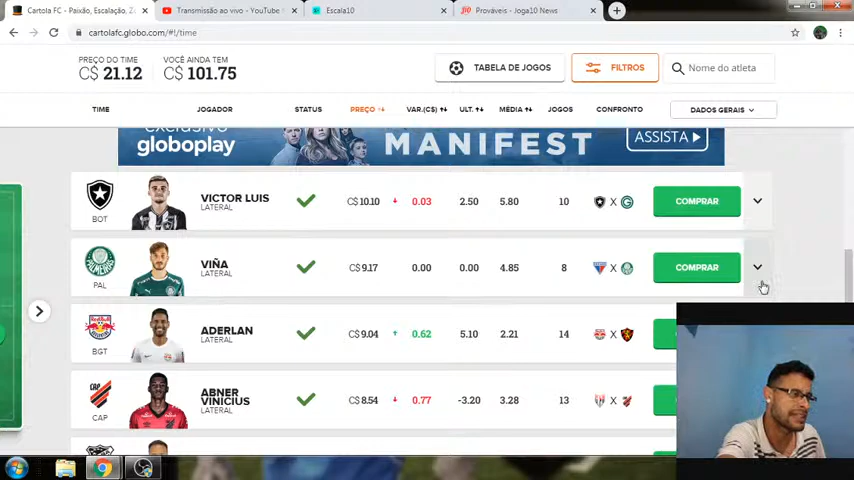 Cartola FC - Paixão, Escalação, Zo
Transmissão ao vivo - YouTube S
Escala10
Prováveis - Joga10 News
cartolafc.globo.com/#!/time
PREÇO DO TIME
C$ 21.12
VOCÊ AINDA TEM
C$ 101.75
TABELA DE JOGOS
FILTROS
Nome do atleta
TIME JOGADOR STATUS PREÇO VAR.(C$) ULT. MÉDIA JOGOS CONFRONTO DADOS GERAIS
exclusivo
globoplay
MANIFEST
ASSISTA
BOT
VICTOR LUIS
LATERAL
C$ 10.10 0.03 2.50 5.80 10 X COMPRAR
PAL
VIÑA
LATERAL
C$ 9.17 0.00 0.00 4.85 8 X COMPRAR
BGT
ADERLAN
LATERAL
C$ 9.04 0.62 5.10 2.21 14 X
CAP
ABNER
VINICIUS
LATERAL
C$ 8.54 0.77 -3.20 3.28 13 X